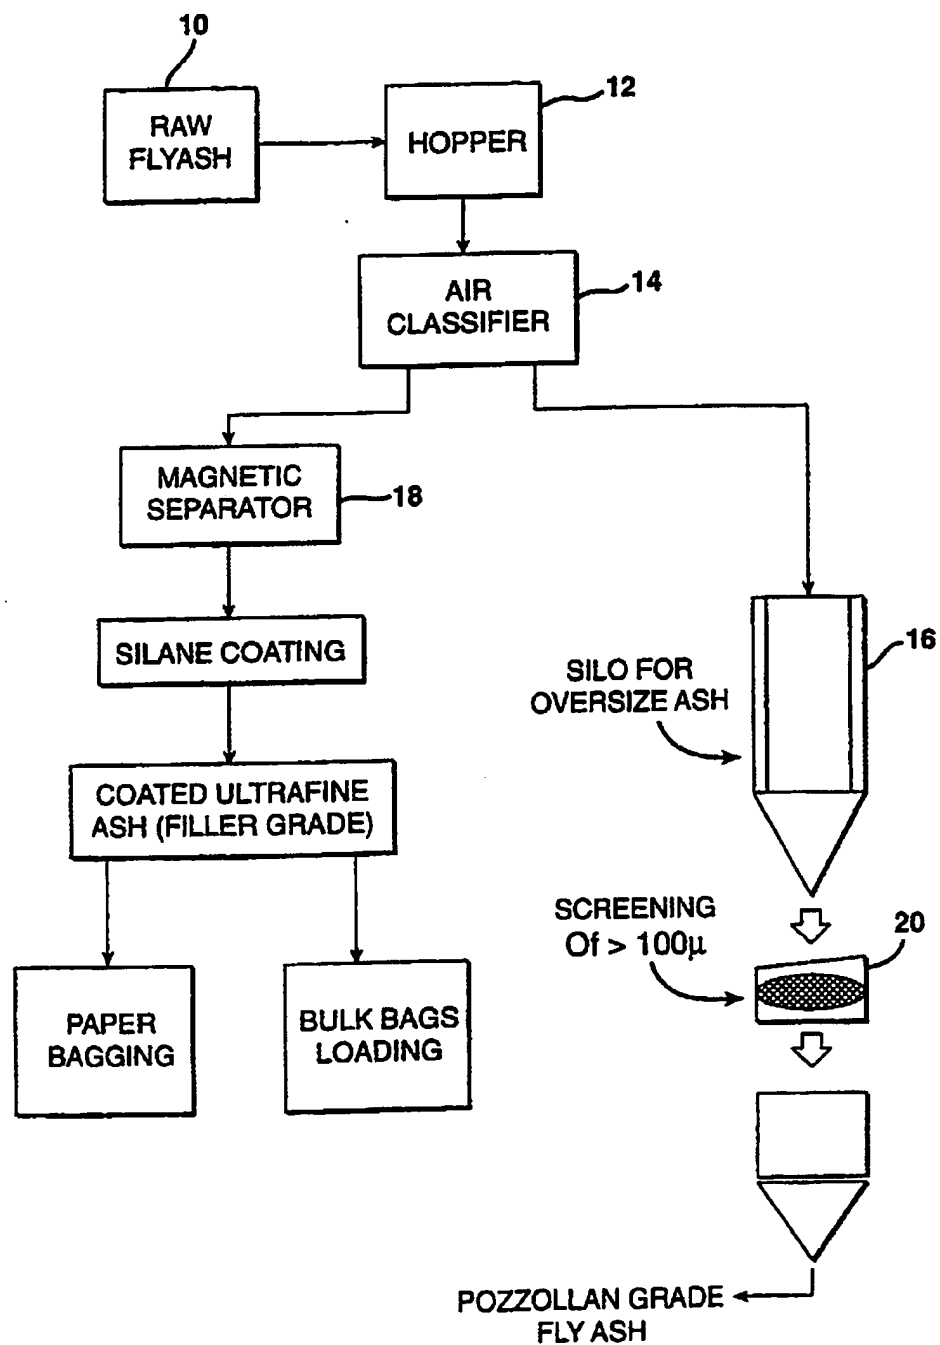 10
RAW
FLYASH
12
HOPPER
14
AIR
CLASSIFIER
MAGNETIC
SEPARATOR
18
SILANE COATING
COATED ULTRAFINE
ASH (FILLER GRADE)
PAPER
BAGGING
BULK BAGS
LOADING
16
SILO FOR
OVERSIZE ASH
SCREENING
Of > 100μ
20
POZZOLLAN GRADE
FLY ASH